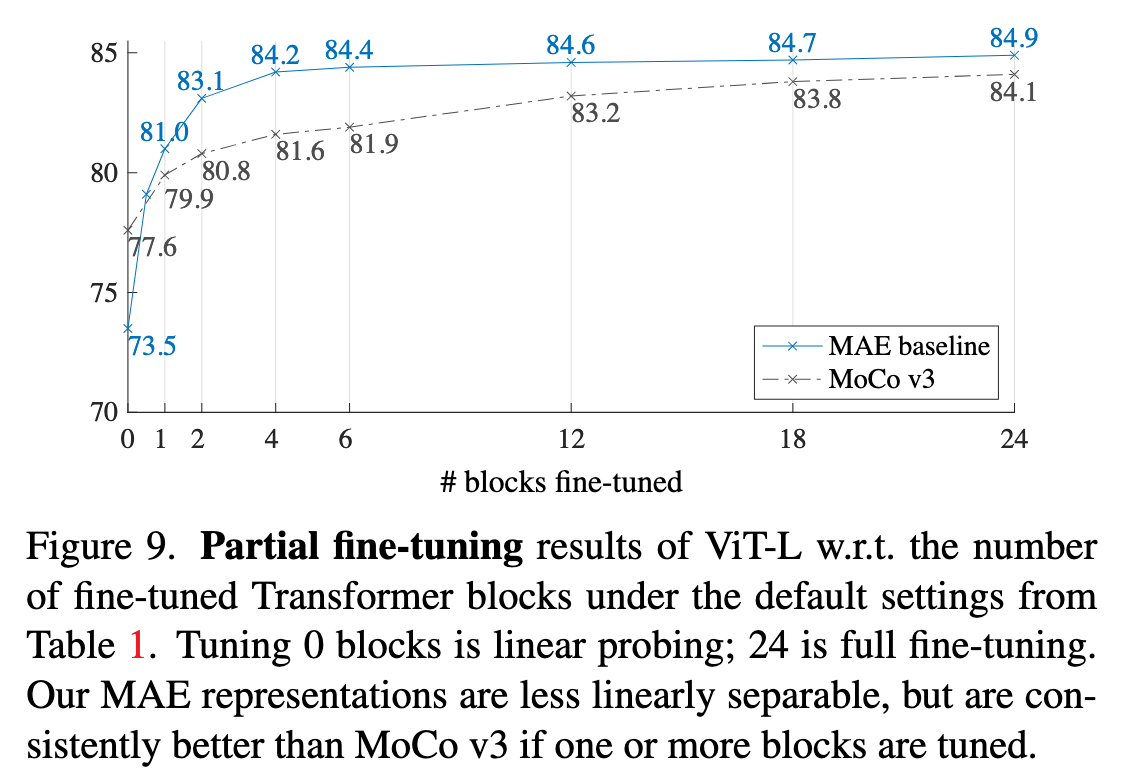 85
80
75
70
84.2
84.4
84.6
84.7
84.9
83.1
81.0
73.5
77.6
79.9
80.8
81.6
81.9
83.2
83.8
84.1
MAE baseline
MoCo v3
0 1 2 4 6 12 18 24
# blocks fine-tuned
Figure 9. Partial fine-tuning results of ViT-L w.r.t. the number
of fine-tuned Transformer blocks under the default settings from
Table 1. Tuning 0 blocks is linear probing; 24 is full fine-tuning.
Our MAE representations are less linearly separable, but are con-
sistently better than MoCo v3 if one or more blocks are tuned.